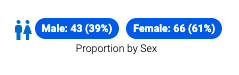 Male: 43 (39%) Female: 66 (61%)
Proportion by Sex